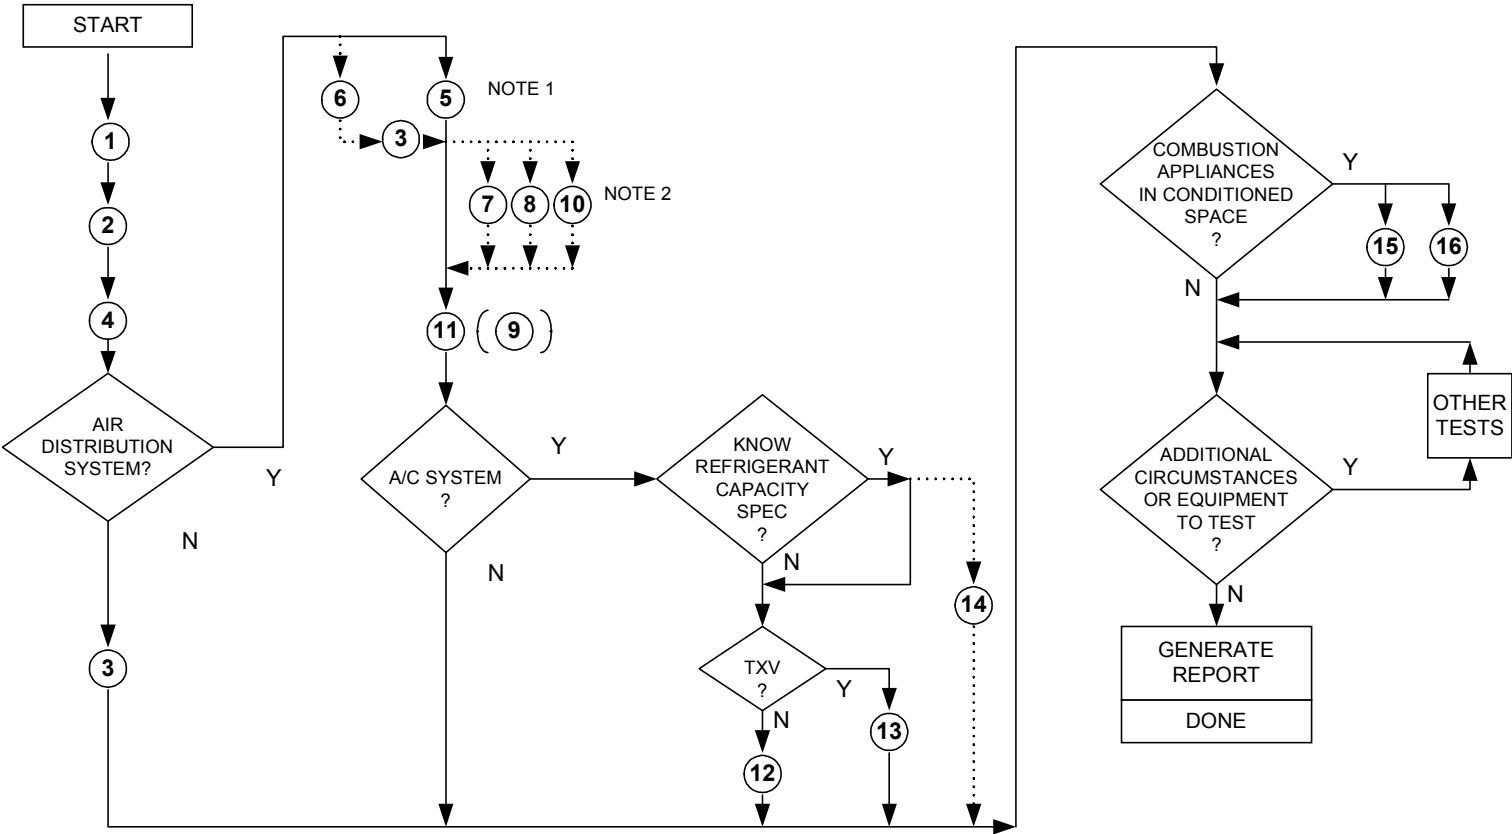 START
1
2
4
AIR
DISTRIBUTION
SYSTEM?
Y
N
3
6
5
NOTE 1
3
7
8
10
NOTE 2
11
( 9 )
A/C SYSTEM
?
Y
N
KNOW
REFRIGERANT
CAPACITY
SPEC
?
Y
N
14
TXV
?
Y
N
13
12
COMBUSTION
APPLIANCES
IN CONDITIONED
SPACE
?
Y
15
16
N
OTHER
TESTS
ADDITIONAL
CIRCUMSTANCES
OR EQUIPMENT
TO TEST
?
Y
N
GENERATE
REPORT
DONE